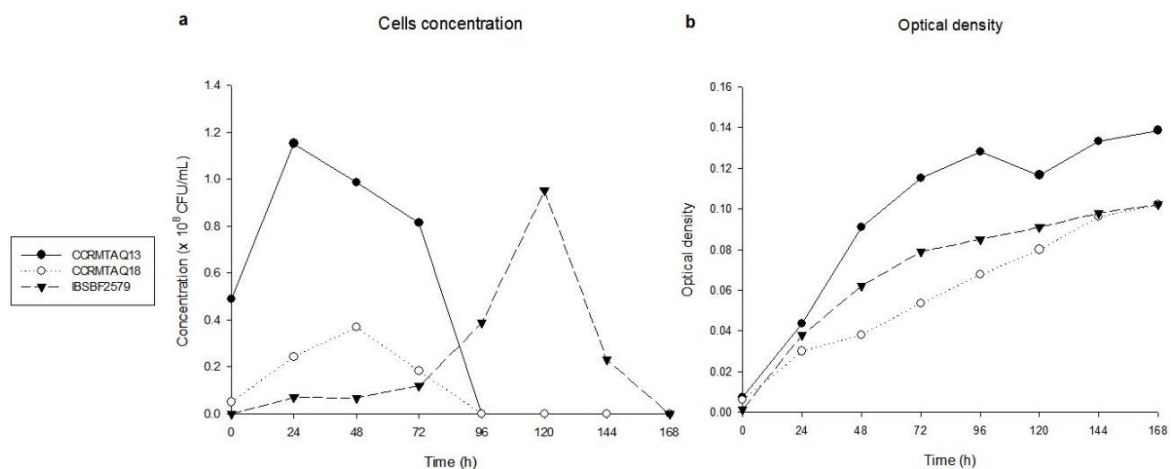 a
Cells concentration
b
Optical density
CCRMTAQ13
CCRMTAQ18
IBSBF2579
Concentration (x 10⁸ CFU/mL)
1.4
1.2
1.0
0.8
0.6
0.4
0.2
0.0
0 24 48 72 96 120 144 168
Time (h)
Optical density
0.16
0.14
0.12
0.10
0.08
0.06
0.04
0.02
0.00
0 24 48 72 96 120 144 168
Time (h)